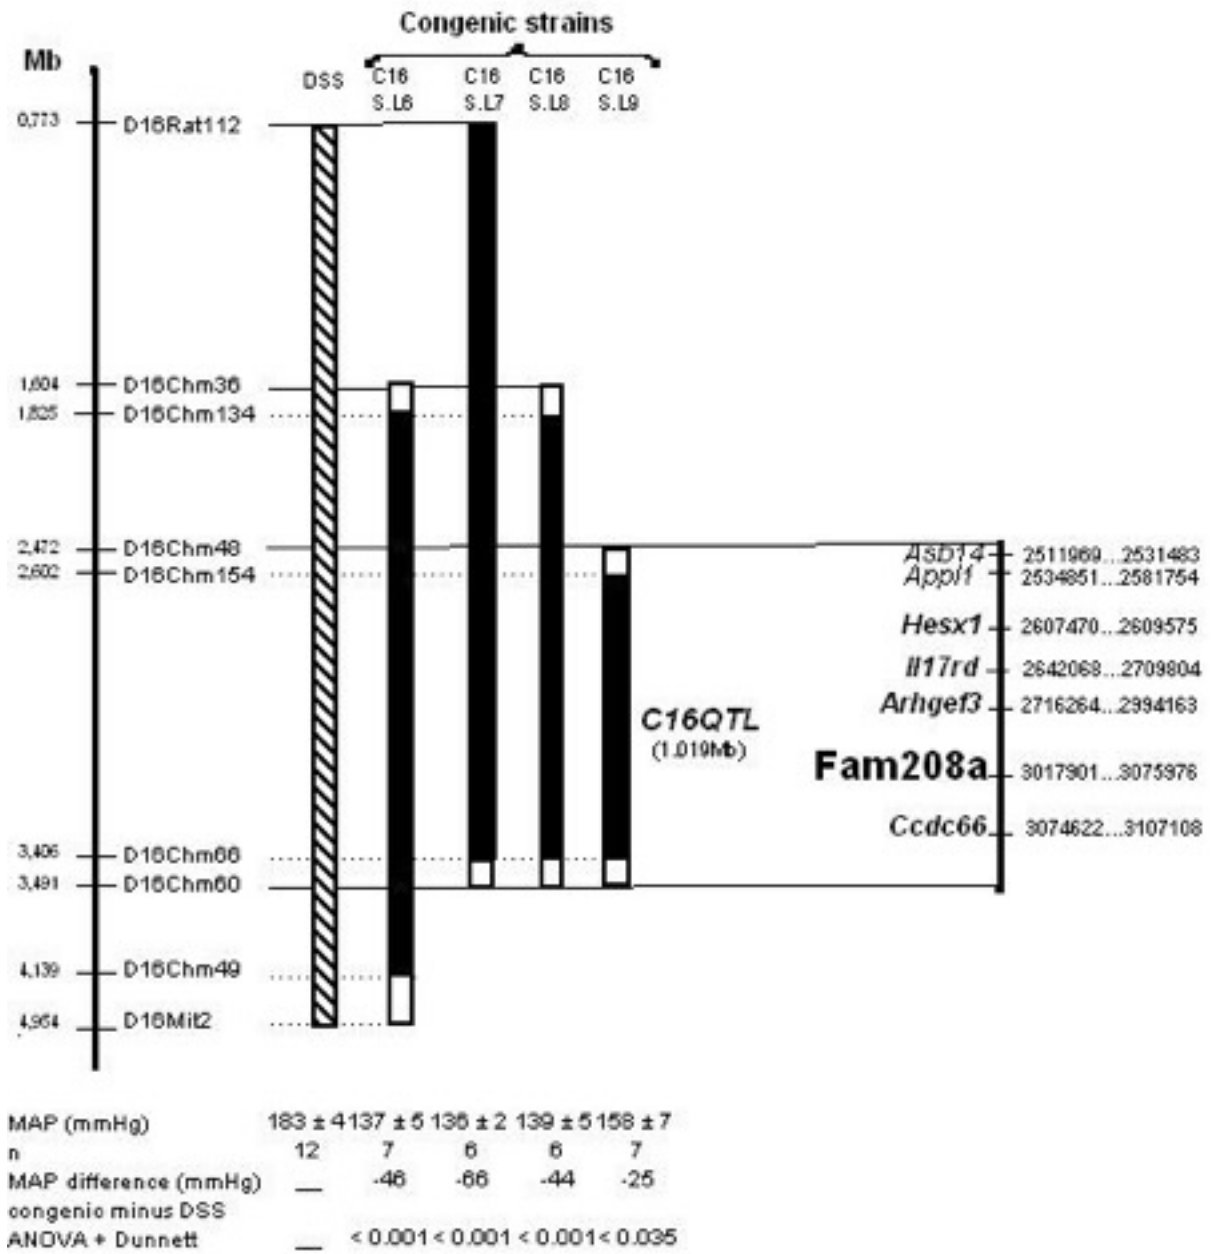 Congenic strains
Mb
DSS C16 C16 C16 C16
S.L6 S.L7 S.L8 S.L9
0,773 D16Rat112
1,604 D16Chm36
1,825 D16Chm134
2,472 D16Chm48
2,602 D16Chm154
Asb14 2511969...2531483
Appl1 2534851...2581754
Hesx1 2607470...2609575
Il17rd 2642068...2709804
Arhgef3 2716264...2994163
C16QTL
(1.019Mb)
Fam208a 3017901...3075976
Ccdc66 3074622...3107108
3,406 D16Chm66
3,491 D16Chm60
4,139 D16Chm49
4,954 D16Mit2
MAP (mmHg) 183 ± 4 137 ± 5 136 ± 2 139 ± 5 158 ± 7
n 12 7 6 6 7
MAP difference (mmHg) __ -46 -66 -44 -25
congenic minus DSS
ANOVA + Dunnett __ < 0.001 < 0.001 < 0.001 < 0.035